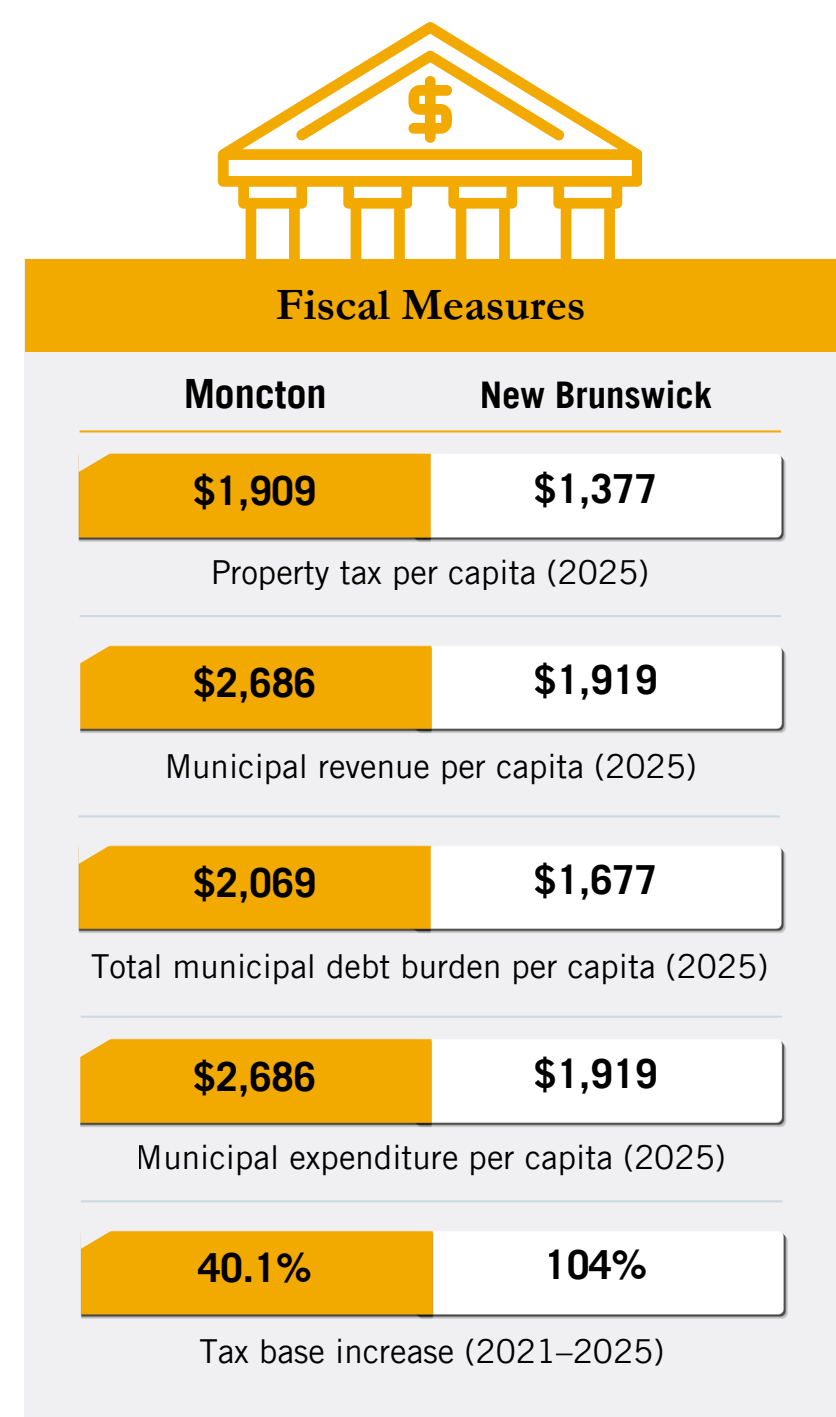 $
Fiscal Measures
Moncton New Brunswick
$1,909 $1,377
Property tax per capita (2025)
$2,686 $1,919
Municipal revenue per capita (2025)
$2,069 $1,677
Total municipal debt burden per capita (2025)
$2,686 $1,919
Municipal expenditure per capita (2025)
40.1% 104%
Tax base increase (2021–2025)